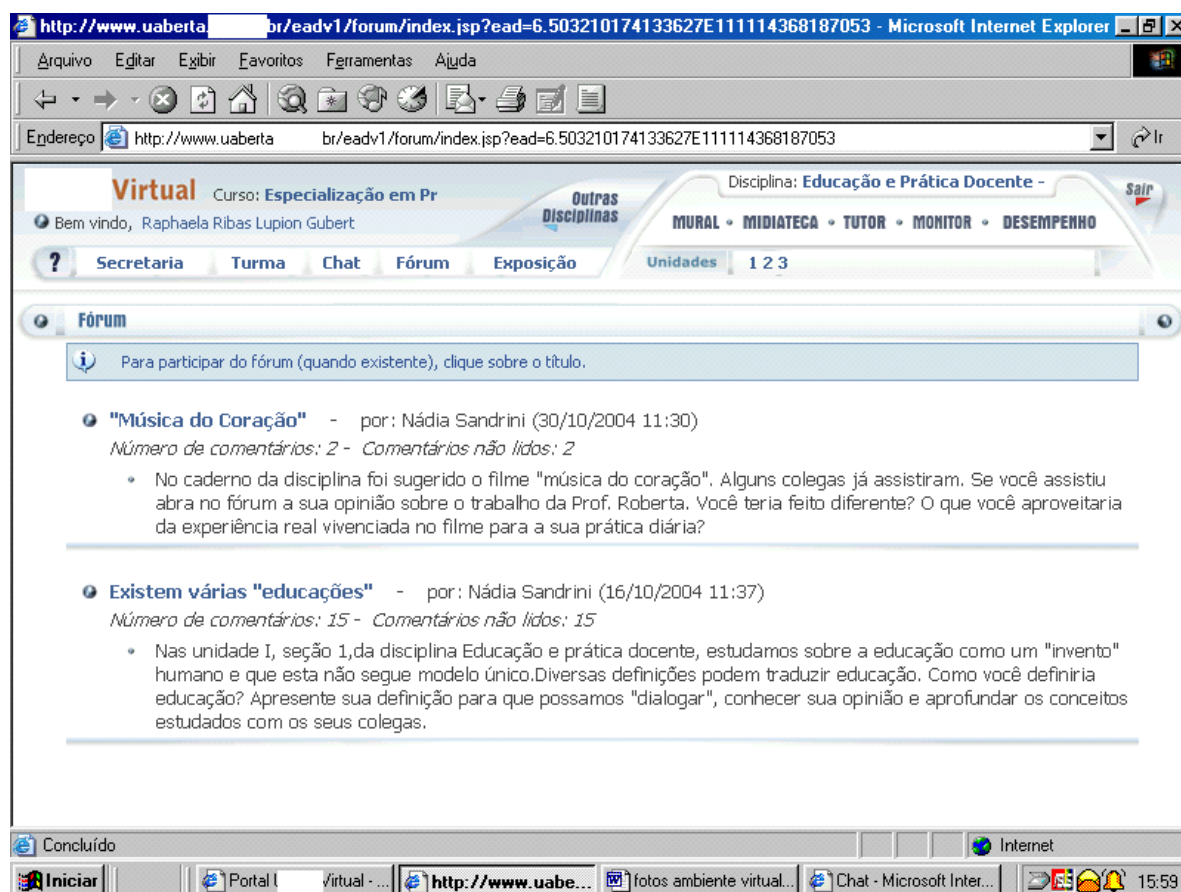 http://www.uaberta. br/eadv1/forum/index.jsp?ead=6.503210174133627E111114368187053 - Microsoft Internet Explorer
Arquivo Editar Exibir Favoritos Ferramentas Ajuda
Endereço http://www.uaberta br/eadv1/forum/index.jsp?ead=6.503210174133627E111114368187053 Ir
Virtual Curso: Especialização em Pr Outras Disciplinas Disciplina: Educação e Prática Docente - Sair
Bem vindo, Raphaela Ribas Lupion Gubert MURAL • MIDIATECA • TUTOR • MONITOR • DESEMPENHO
? Secretaria Turma Chat Fórum Exposição Unidades 1 2 3
Fórum
Para participar do fórum (quando existente), clique sobre o título.
"Música do Coração" - por: Nádia Sandrini (30/10/2004 11:30)
Número de comentários: 2 - Comentários não lidos: 2
No caderno da disciplina foi sugerido o filme "música do coração". Alguns colegas já assistiram. Se você assistiu
abra no fórum a sua opinião sobre o trabalho da Prof. Roberta. Você teria feito diferente? O que você aproveitaria
da experiência real vivenciada no filme para a sua prática diária?
Existem várias "educações" - por: Nádia Sandrini (16/10/2004 11:37)
Número de comentários: 15 - Comentários não lidos: 15
Nas unidade I, seção 1,da disciplina Educação e prática docente, estudamos sobre a educação como um "invento"
humano e que esta não segue modelo único.Diversas definições podem traduzir educação. Como você definiria
educação? Apresente sua definição para que possamos "dialogar", conhecer sua opinião e aprofundar os conceitos
estudados com os seus colegas.
Concluído Internet
Iniciar Portal Virtual - ... http://www.uabe... fotos ambiente virtual... Chat - Microsoft Inter... 15:59